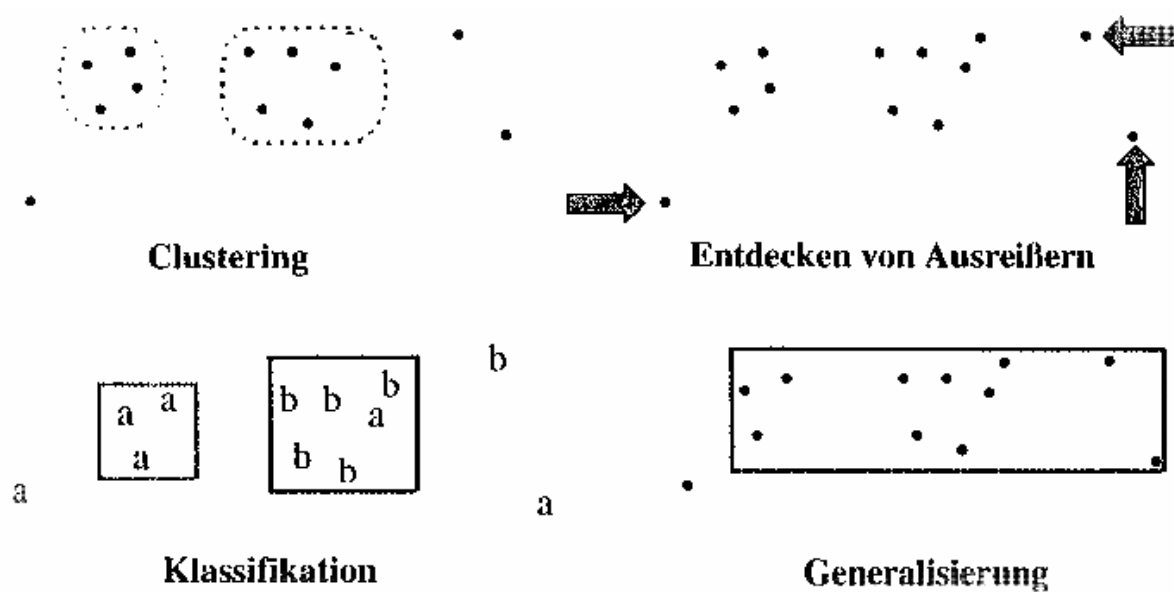 Clustering
Entdecken von Ausreißern
b
a a
a
b b b
a
b b
a
a
Klassifikation
Generalisierung